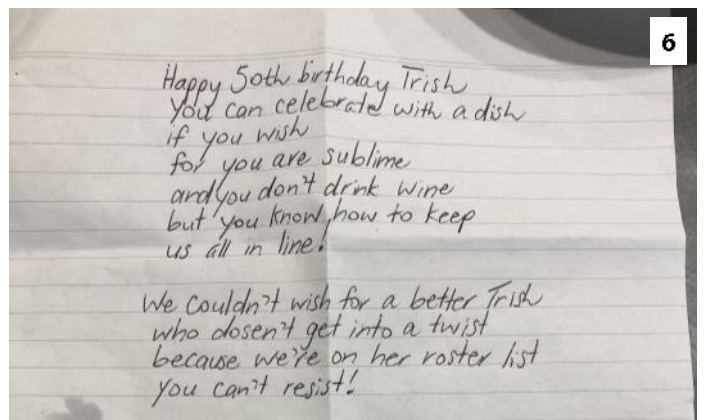 6
Happy 50th birthday Trish
You can celebrate with a dish
if you wish
for you are sublime
and you don't drink wine
but you know, how to keep
us all in line!
We couldn't wish for a better Trish
who dosen't get into a twist
because we're on her roster list
you can't resist!